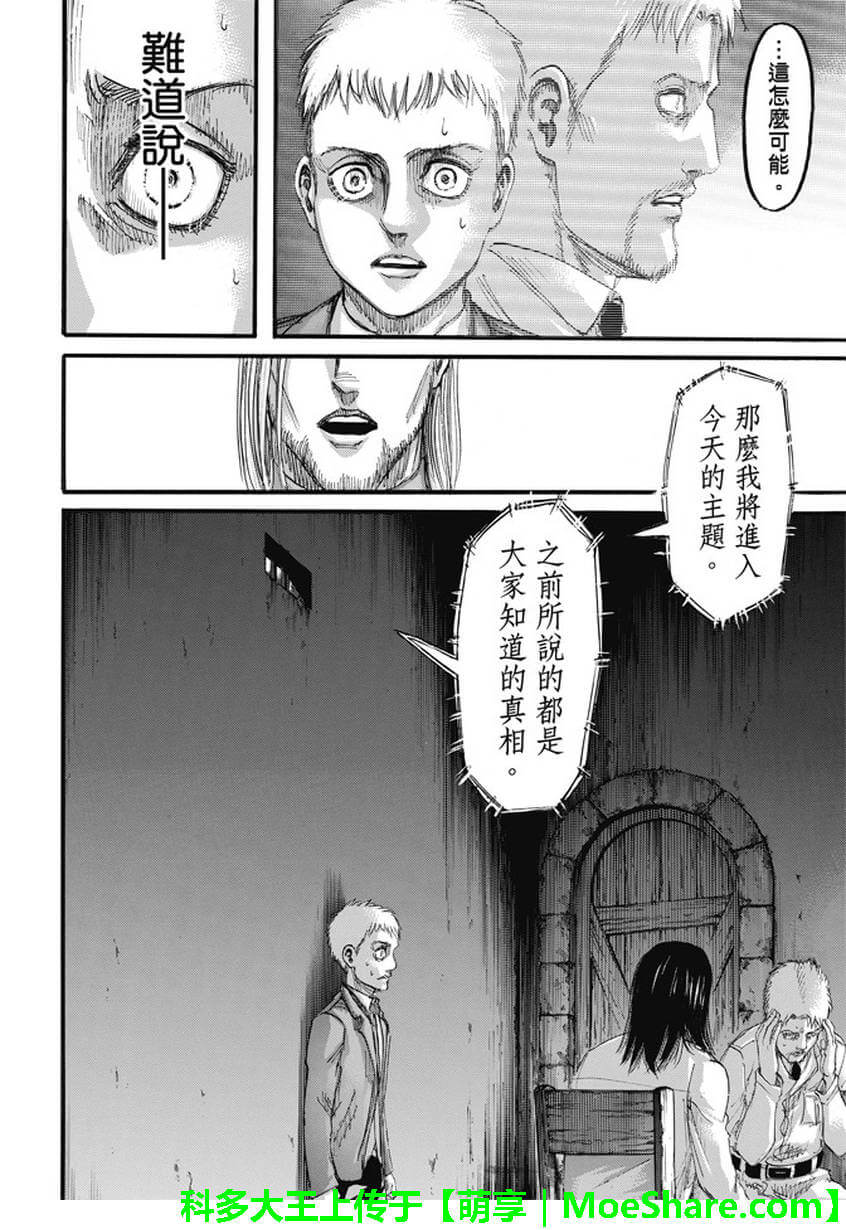 …這怎麼可能。
難道說——
那麼我將進入
今天的主題。
之前所說的都是
大家知道的真相。
科多大王上传于【萌享】MoeShare.com】